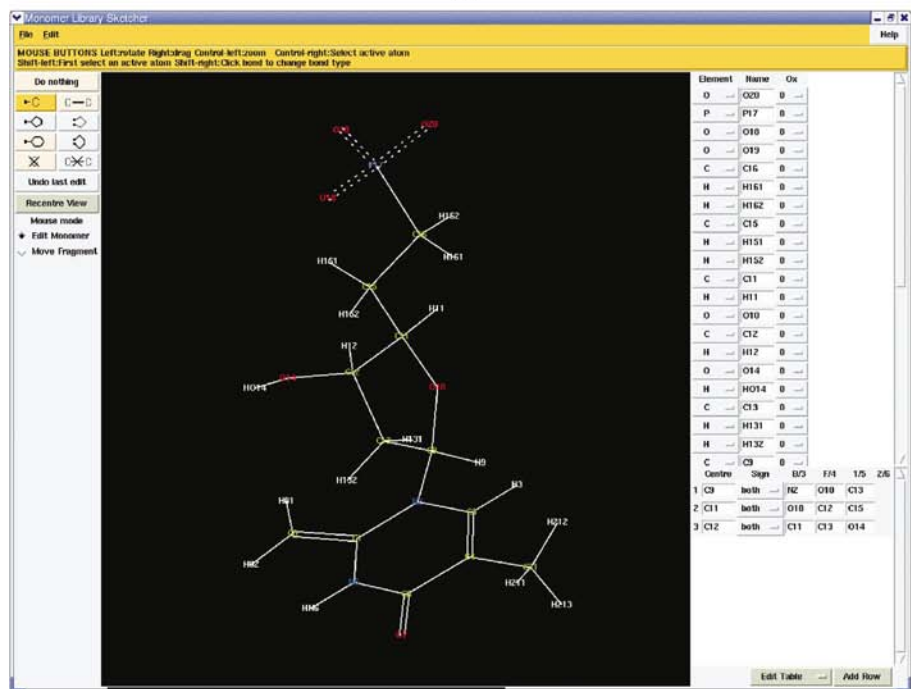 Monomer Library Sketcher
File Edit Help
MOUSE BUTTONS Left:rotate Right:drag Control-left:zoom Control-right:Select active atom
Shift-left:First select an active atom Shift-right:Click bond to change bond type
Do nothing
Undo last edit
Recentre View
Mouse mode
Edit Monomer
Move Fragment
O20
H162
H161
H151
H152
H11
H12
O14
HO14
H131
H132
H9
H3
H81
H82
HN6
H212
H211
H213
Element Name Ox
O O20 0
P P17 0
O O18 0
O O19 0
C C16 0
H H161 0
H H162 0
C C15 0
H H151 0
H H152 0
C C11 0
H H11 0
O O10 0
C C12 0
H H12 0
O O14 0
H HO14 0
C C13 0
H H131 0
H H132 0
C C9 0
Centre Sign B/3 F/4 1/5 2/6
1 C9 both N2 O10 C13
2 C11 both O10 C12 C15
3 C12 both C11 C13 O14
Edit Table Add Row